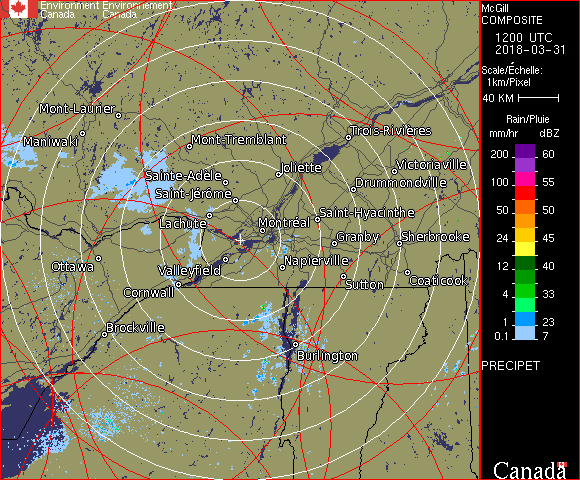 Environment Environnement
Canada Canada
McGill
COMPOSITE
1200 UTC
2018-03-31
Scale/Échelle:
1km/Pixel
40 KM
Rain/Pluie
mm/hr dBZ
200 60
100 55
50 50
24 45
12 40
4 33
1 23
0.1 7
PRECIPET
Canada
Mont-Laurier
Maniwaki
Mont-Tremblant
Trois-Rivières
Sainte-Adèle
Joliette
Victoriaville
Saint-Jérôme
Drummondville
Lachute
Montréal
Saint-Hyacinthe
Granby
Sherbrooke
Ottawa
Valleyfield
Napierville
Cornwall
Sutton
Coaticook
Brockville
Burlington